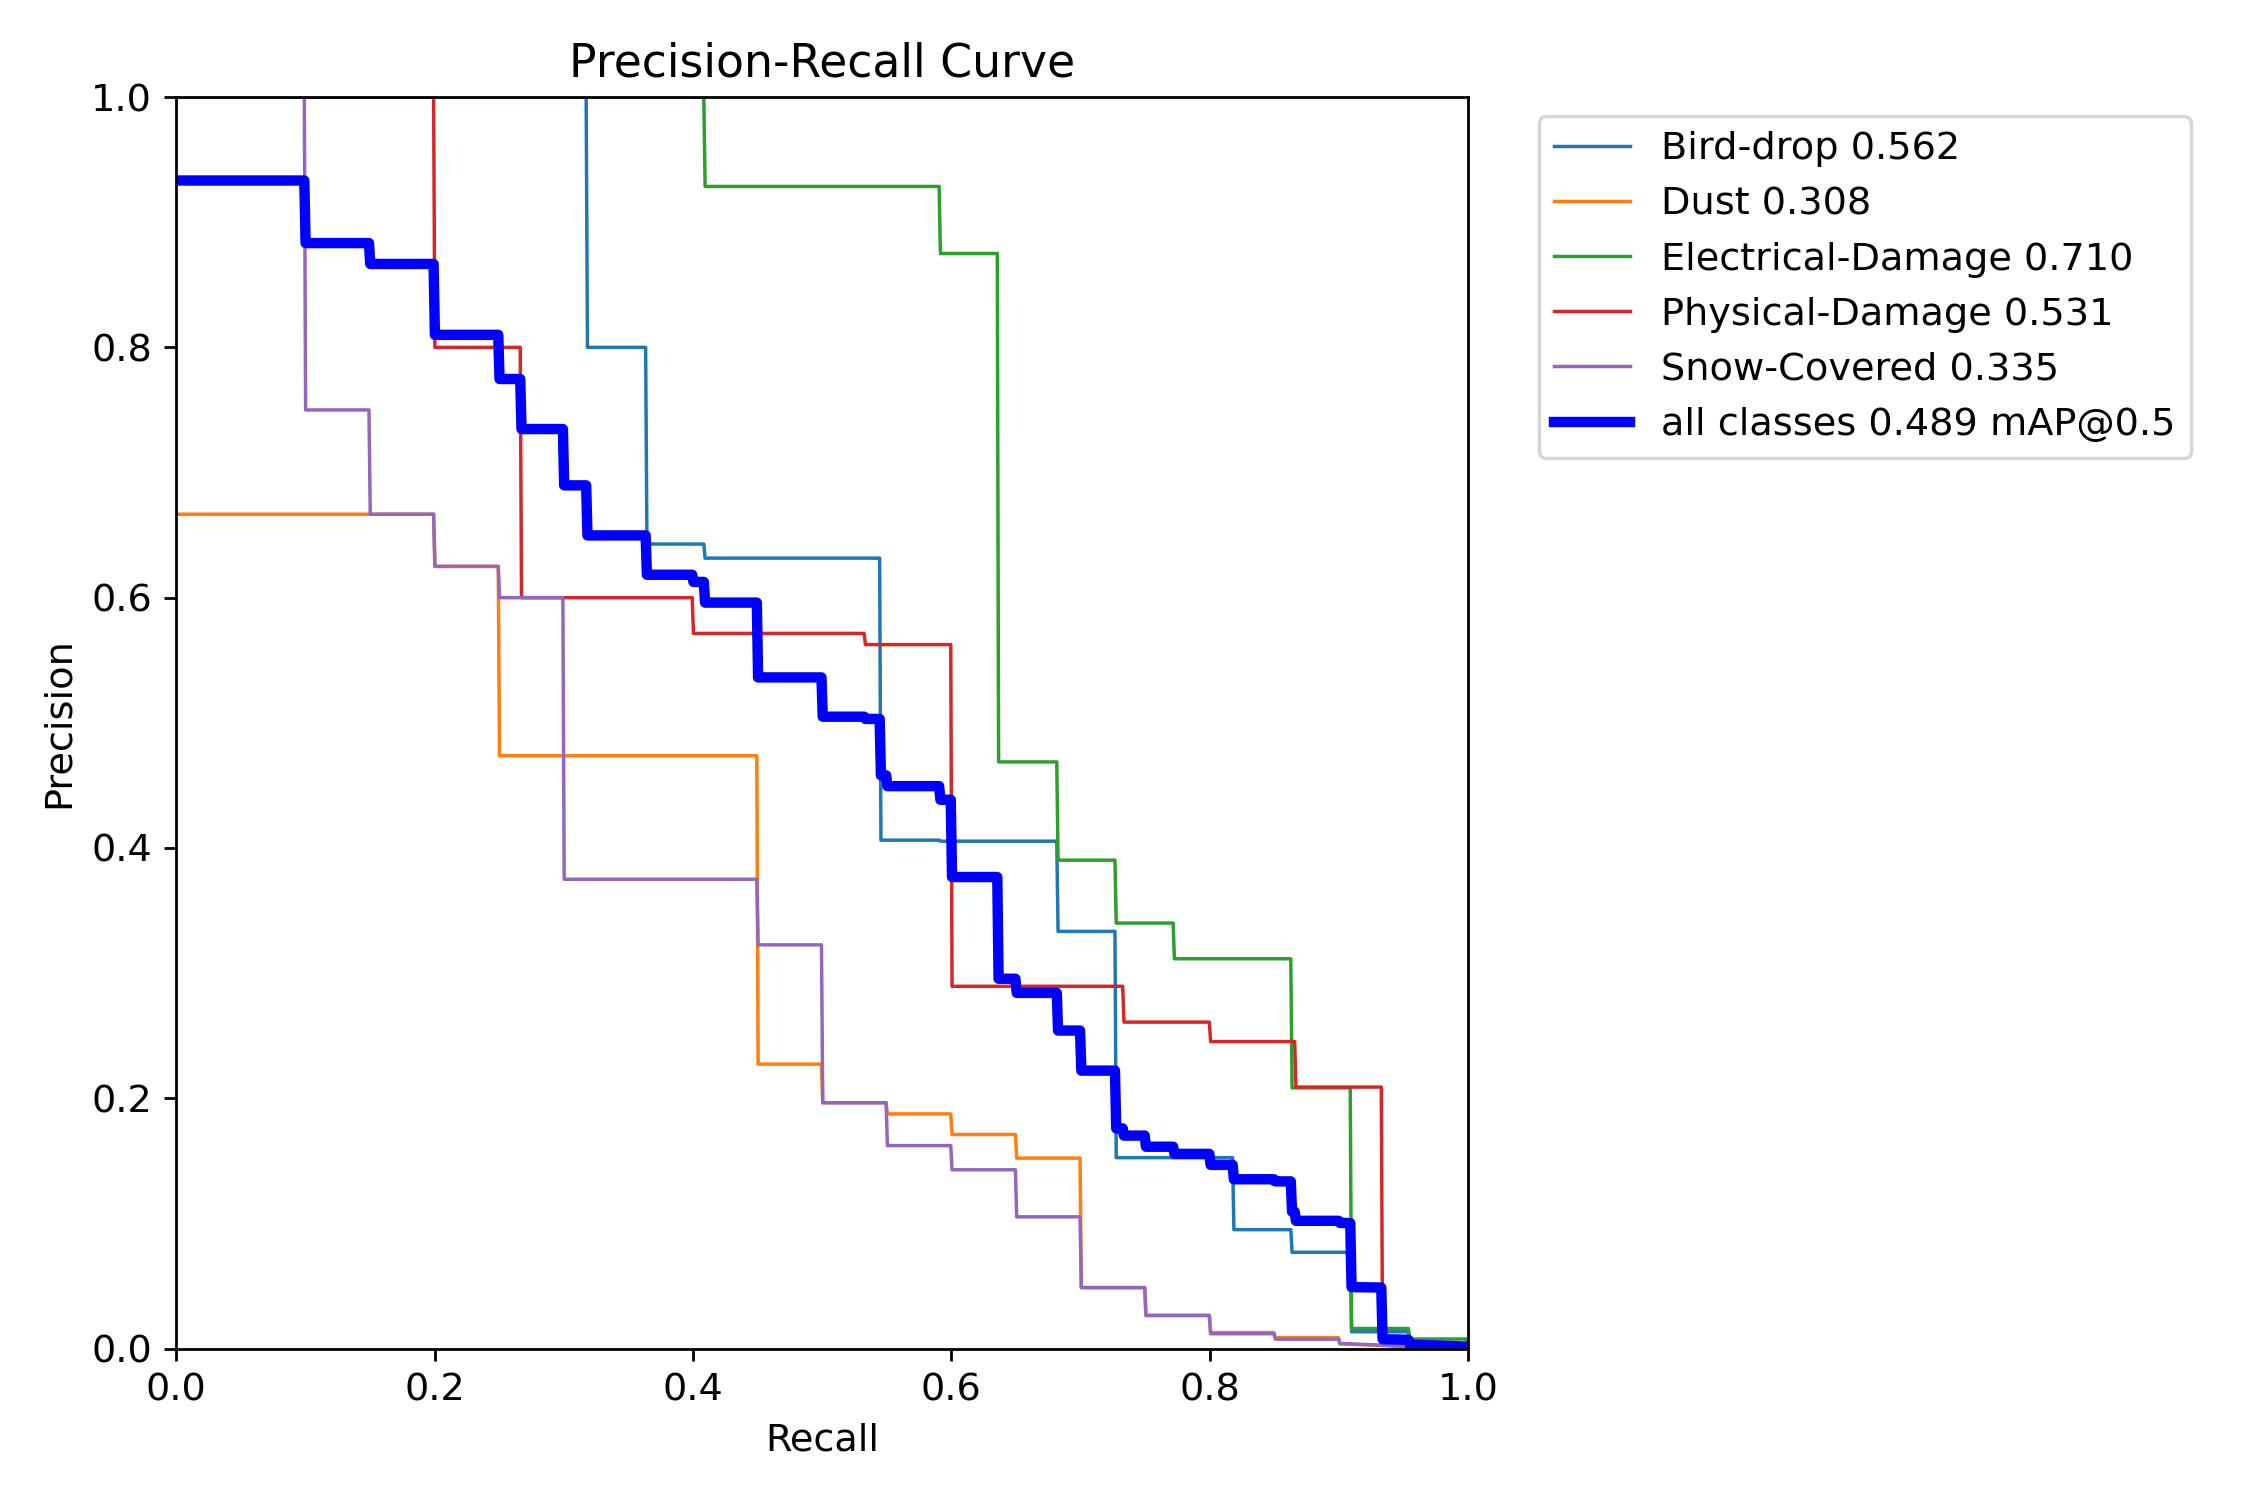 Precision-Recall Curve
1.0
0.8
0.6
0.4
0.2
0.0
Precision
0.0 0.2 0.4 0.6 0.8 1.0
Recall
Bird-drop 0.562
Dust 0.308
Electrical-Damage 0.710
Physical-Damage 0.531
Snow-Covered 0.335
all classes 0.489 mAP@0.5